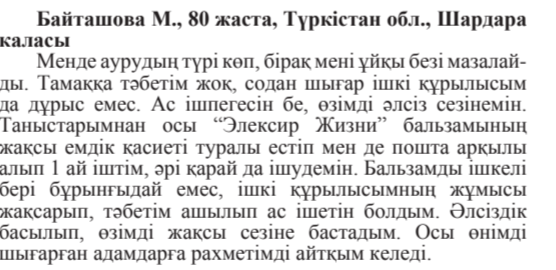 Байташова М., 80 жаста, Түркістан обл., Шардара
каласы
Менде аурудың түрі көп, бірақ мені ұйқы безі мазалай-
ды. Тамаққа тәбетім жоқ, содан шығар ішкі құрылысым
да дұрыс емес. Ас ішпегесін бе, өзімді әлсіз сезінемін.
Таныстарымнан осы “Элексир Жизни” бальзамының
жақсы емдік қасиеті туралы естіп мен де пошта арқылы
алып 1 ай іштім, әрі қарай да ішудемін. Бальзамды ішкелі
бері бұрынғыдай емес, ішкі құрылысымның жұмысы
жақсарып, тәбетім ашылып ас ішетін болдым. Әлсіздік
басылып, өзімді жақсы сезіне бастадым. Осы өнімді
шығарған адамдарға рахметімді айтқым келеді.